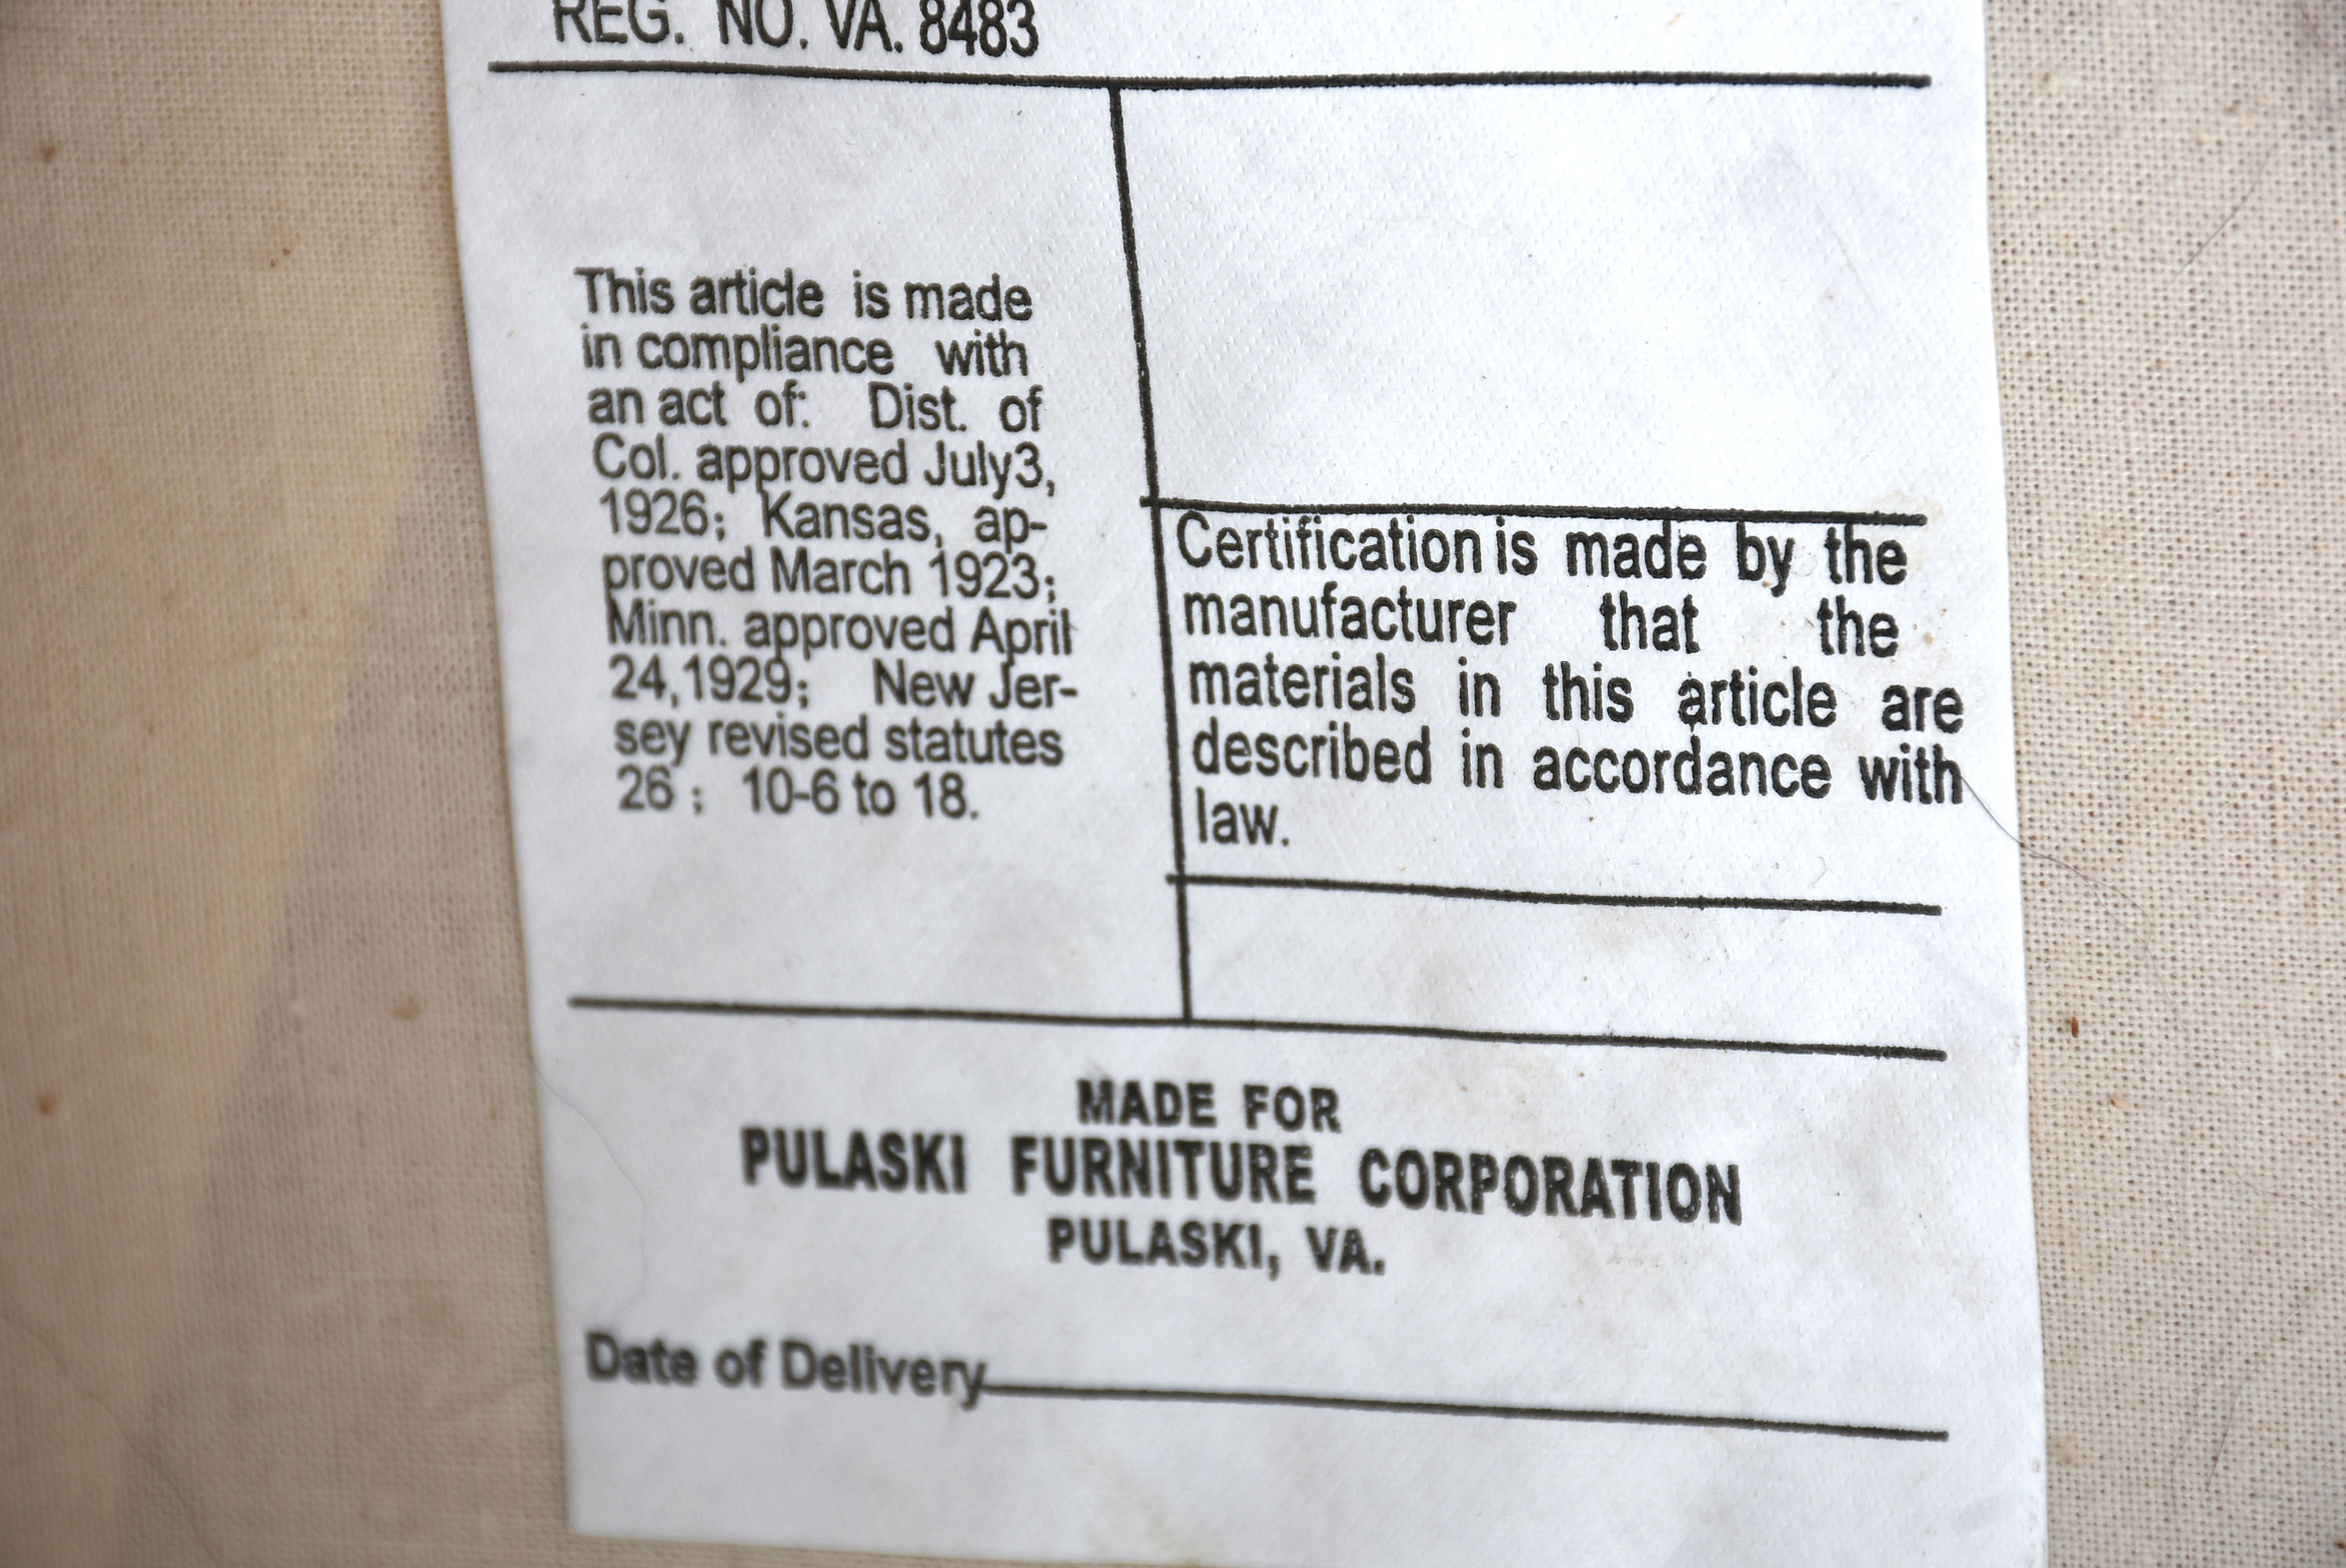 REG. NO. VA. 8483
This article is made
in compliance with
an act of: Dist. of
Col. approved July3,
1926; Kansas, ap-
proved March 1923;
Minn. approved April
24,1929; New Jer-
sey revised statutes
26 ; 10-6 to 18.
Certification is made by the
manufacturer that the
materials in this article are
described in accordance with
law.
MADE FOR
PULASKI FURNITURE CORPORATION
PULASKI, VA.
Date of Delivery